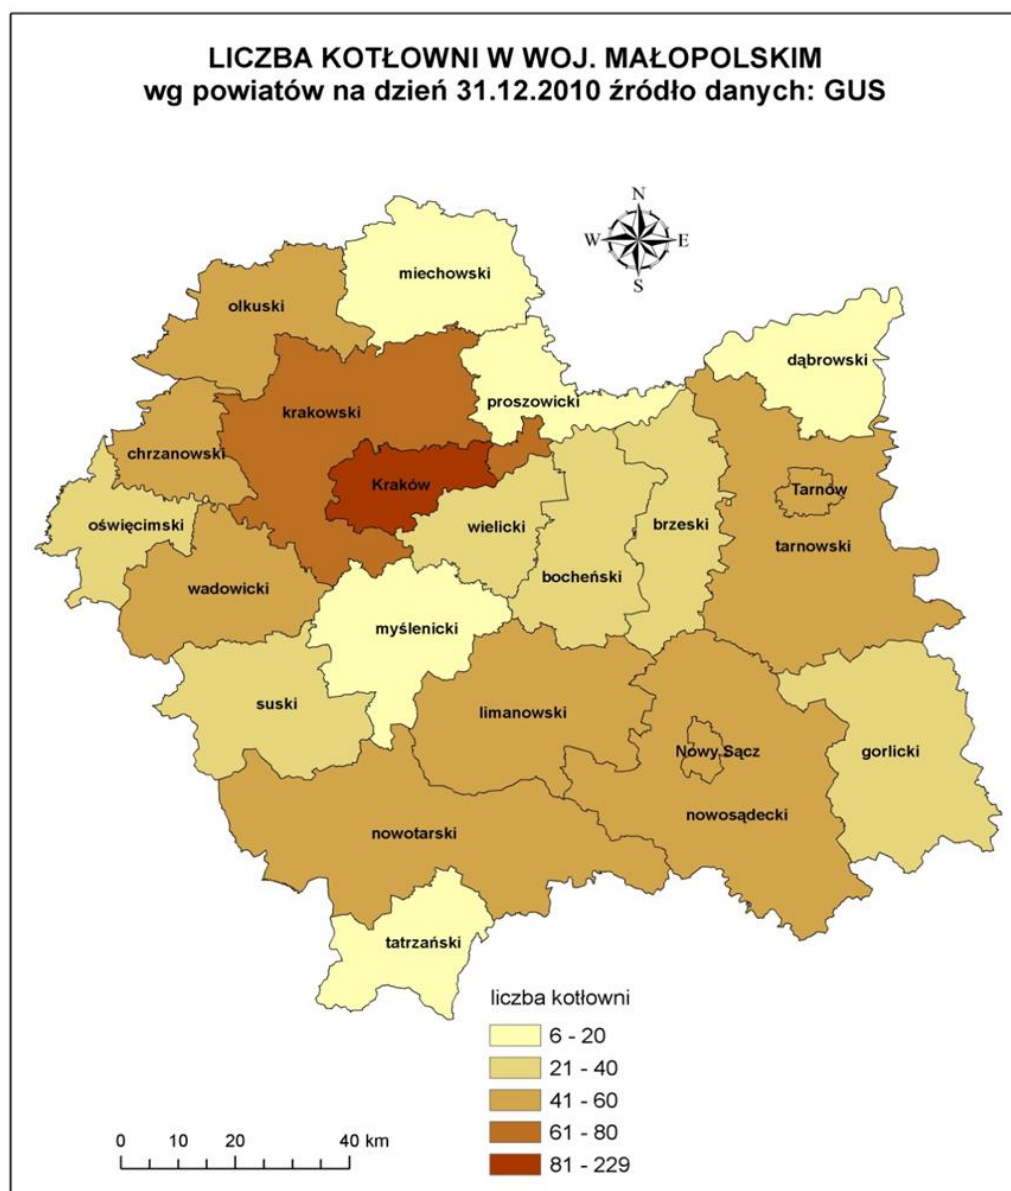 LICZBA KOTŁOWNI W WOJ. MAŁOPOLSKIM
wg powiatów na dzień 31.12.2010 źródło danych: GUS
N
W E
S
miechowski
olkuski
dąbrowski
proszowicki
krakowski
chrzanowski
Kraków
Tarnów
oświęcimski
wielicki
brzeski
tarnowski
bocheński
wadowicki
myślenicki
suski
limanowski
Nowy Sącz
gorlicki
nowosądecki
nowotarski
tatrzański
liczba kotłowni
6 - 20
21 - 40
41 - 60
61 - 80
81 - 229
0 10 20 40 km